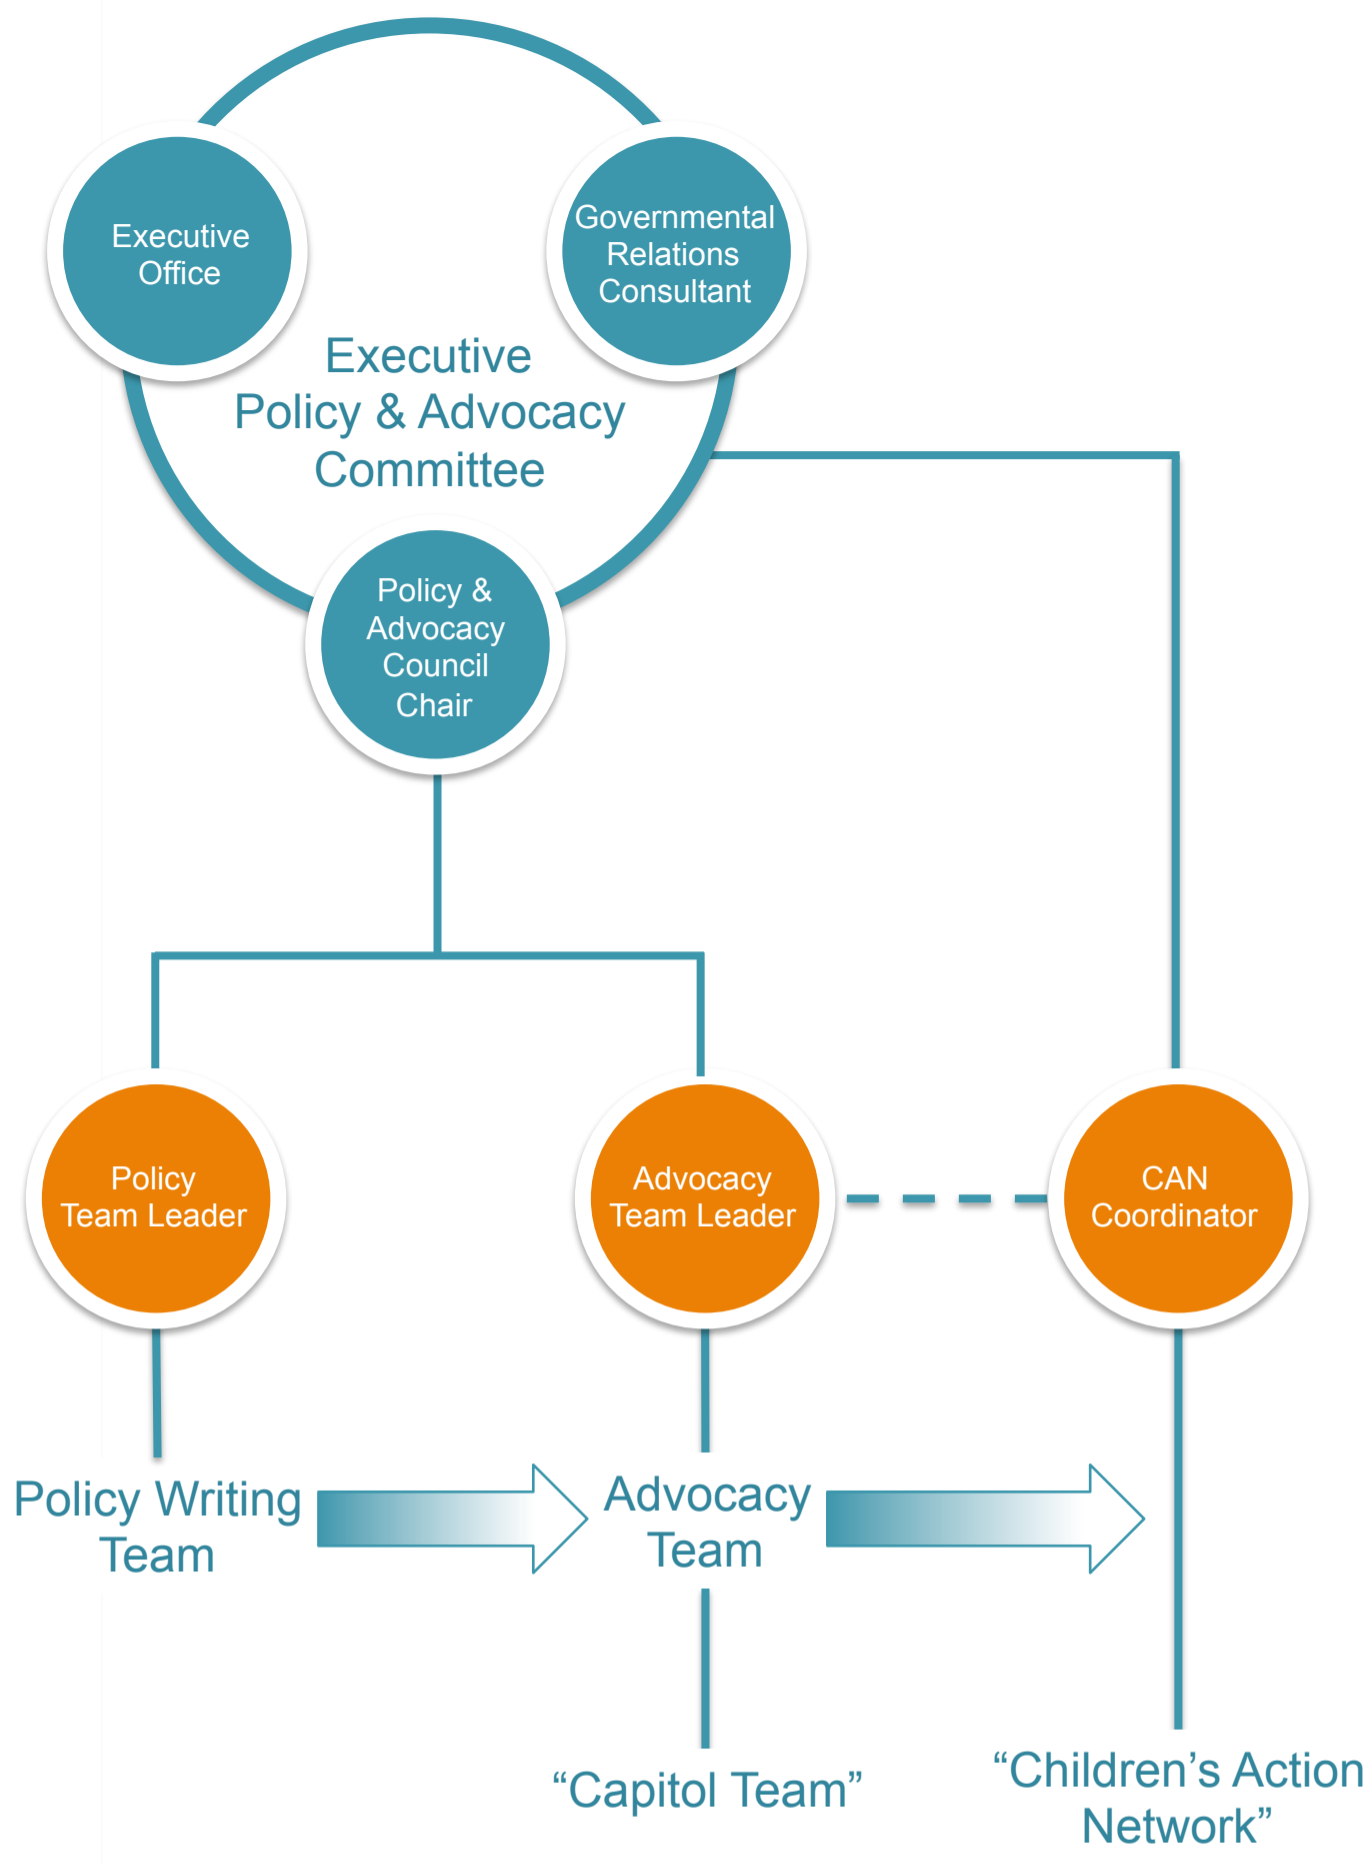 Executive
Office
Governmental
Relations
Consultant
Executive
Policy & Advocacy
Committee
Policy &
Advocacy
Council
Chair
Policy
Team Leader
Advocacy
Team Leader
CAN
Coordinator
Policy Writing
Team
Advocacy
Team
“Capitol Team”
“Children’s Action
Network”